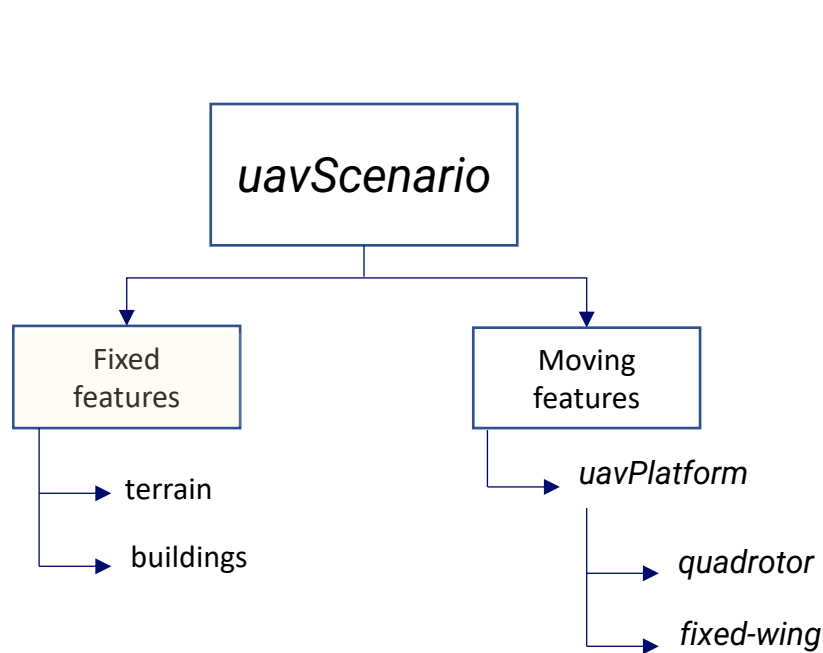 uavScenario
Fixed
features
terrain
buildings
Moving
features
uavPlatform
quadrotor
fixed-wing